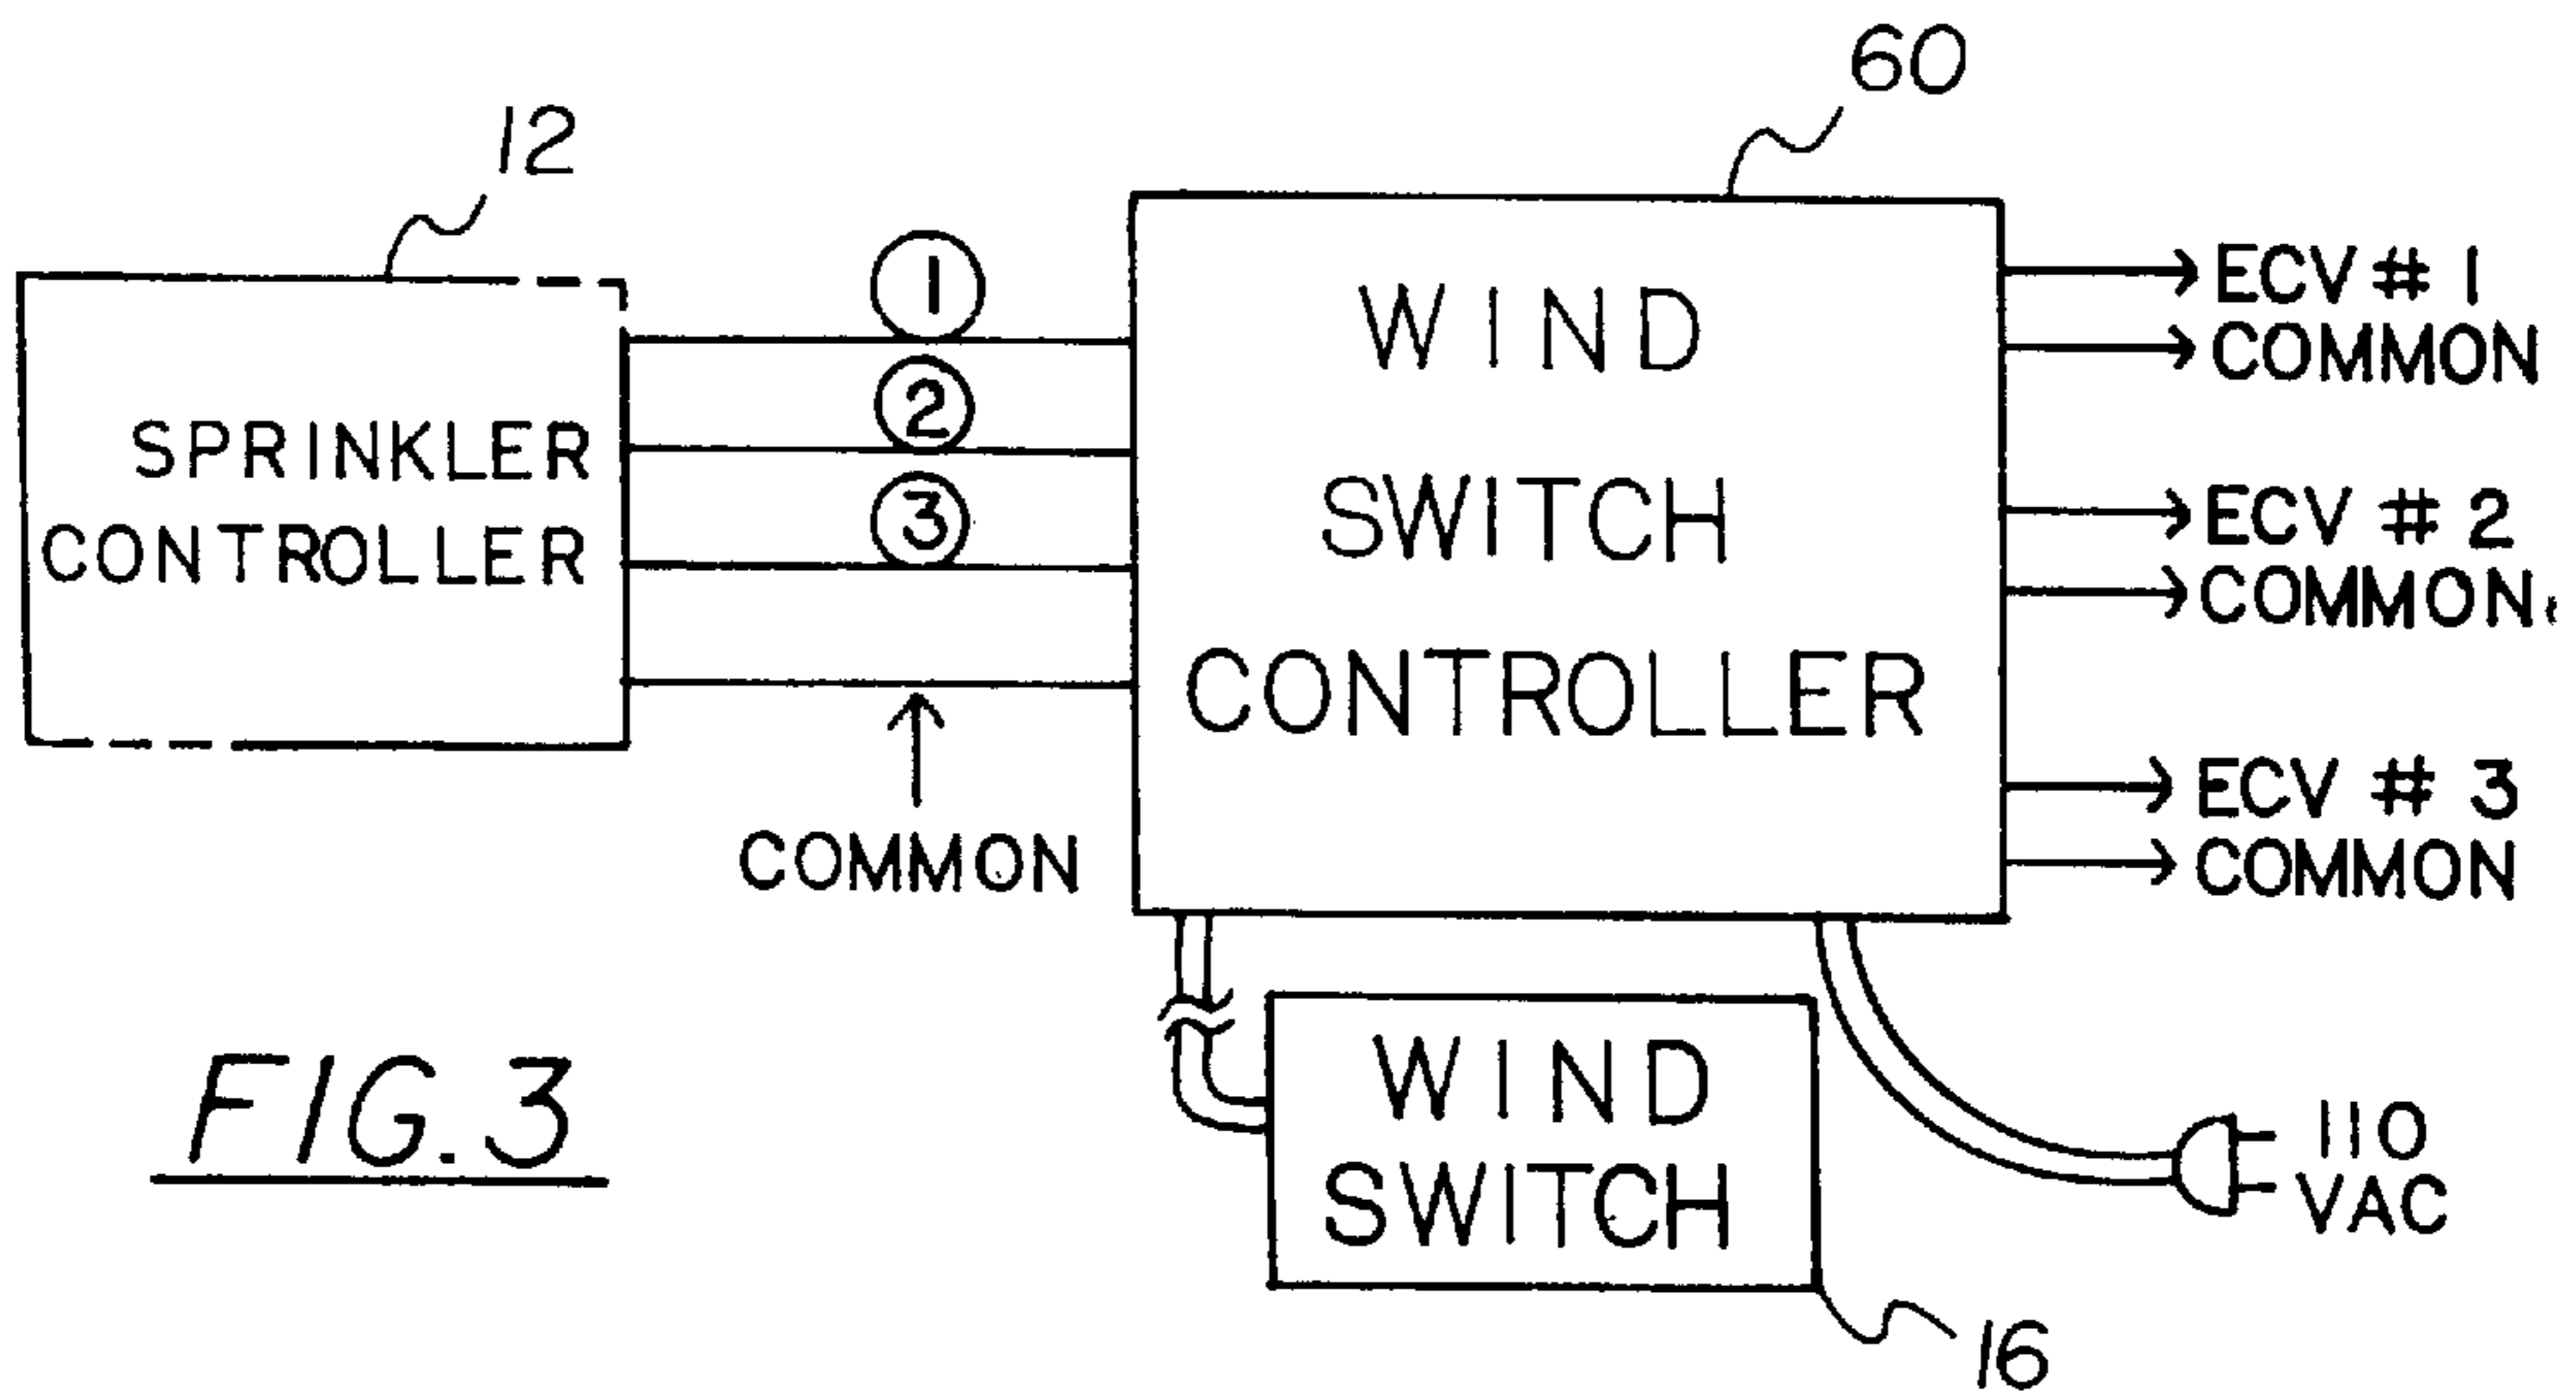 60
12
1
2
3
SPRINKLER
CONTROLLER
COMMON
WIND
SWITCH
CONTROLLER
ECV # 1
COMMON
ECV # 2
COMMON
ECV # 3
COMMON
WIND
SWITCH
110
VAC
16
FIG. 3